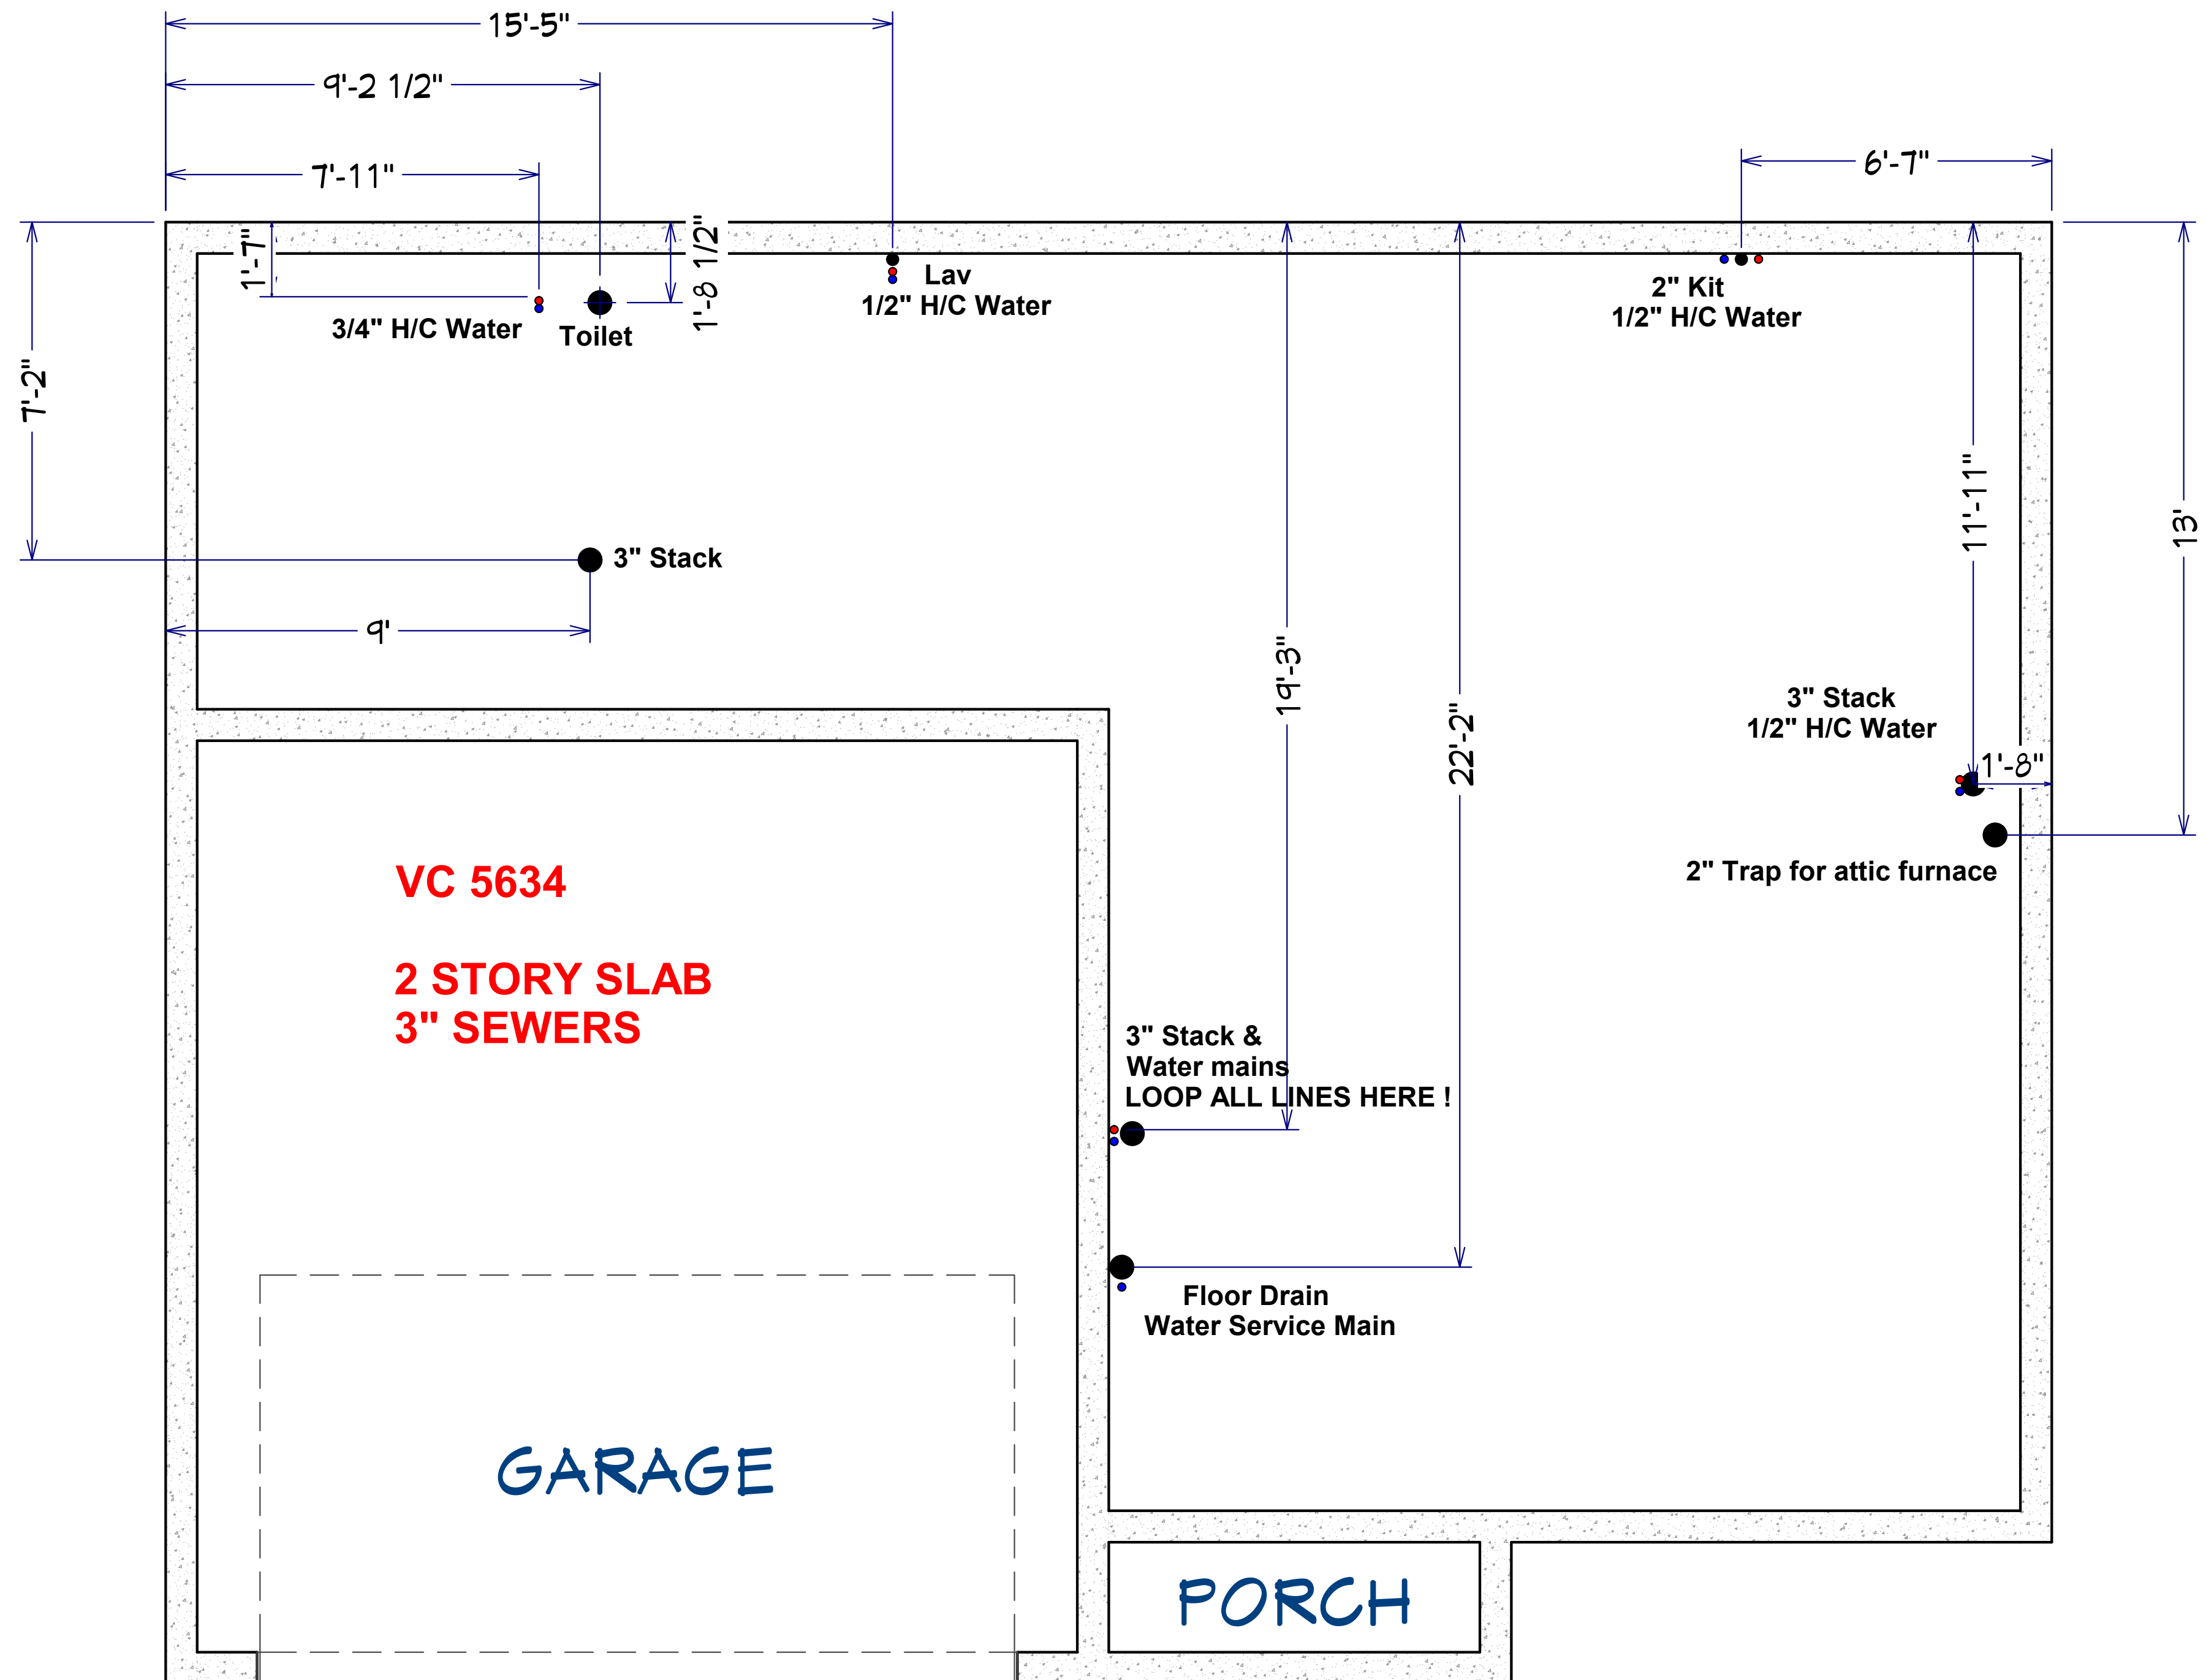 15'-5"
9'-2 1/2"
7'-11"
6'-7"
1'-7"
1'-8 1/2"
7'-2"
Lav
1/2" H/C Water
2" Kit
1/2" H/C Water
3/4" H/C Water
Toilet
11'-11"
13'
3" Stack
9'
19'-3"
22'-2"
3" Stack
1/2" H/C Water
1'-8"
2" Trap for attic furnace
VC 5634
2 STORY SLAB
3" SEWERS
3" Stack &
Water mains
LOOP ALL LINES HERE !
Floor Drain
Water Service Main
GARAGE
PORCH